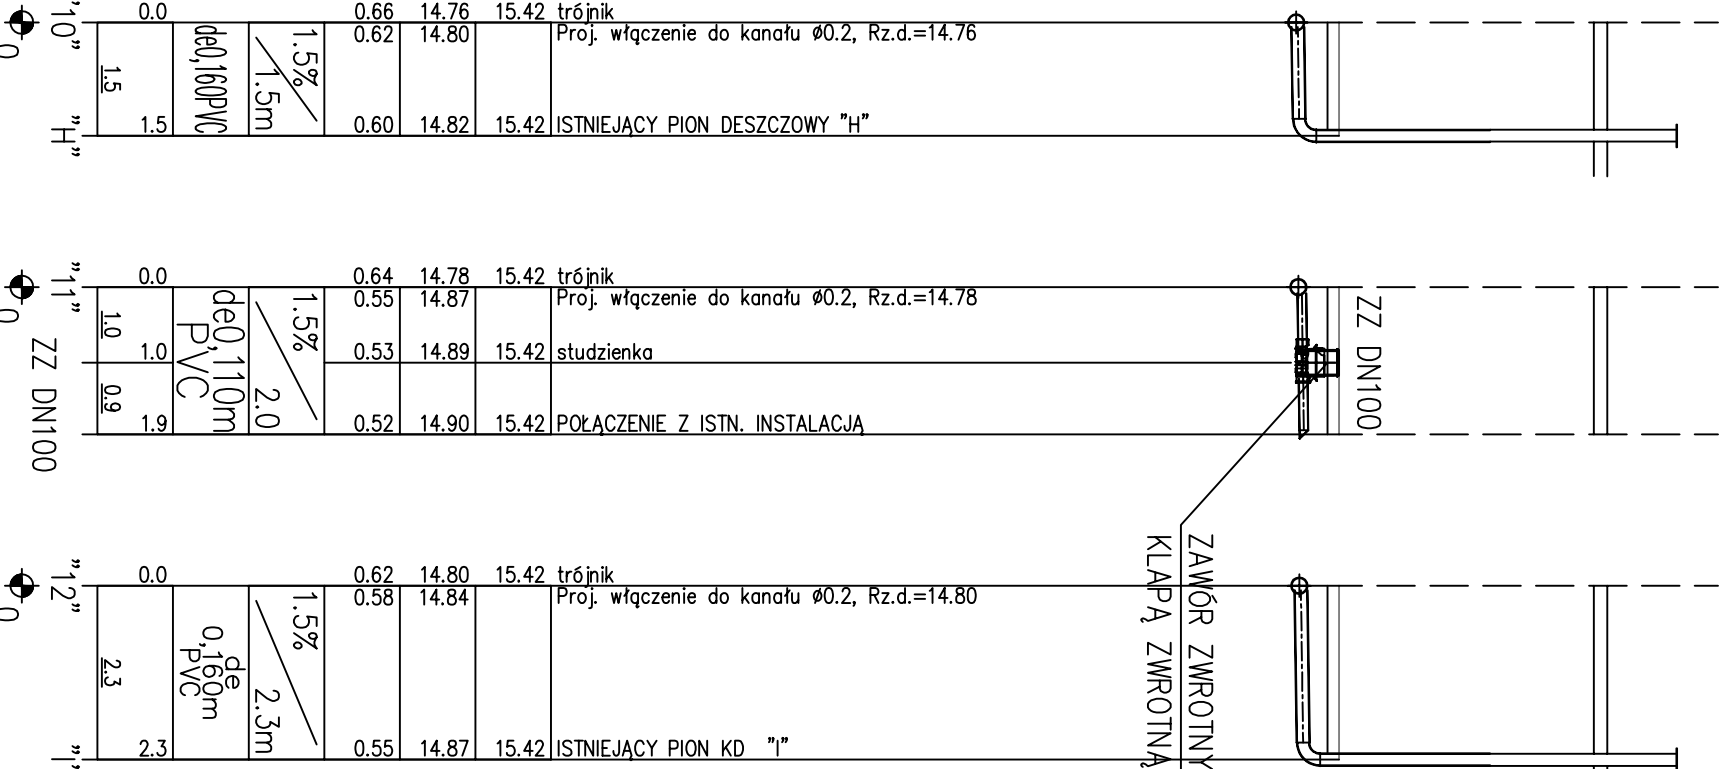 "10"
0.0
0.66 14.76 15.42 trójnik
0.62 14.80 Proj. włączenie do kanału ø0.2, Rz.d.=14.76
1.5
de0,160PVC
1.5%
1.5m
"H"
1.5
0.60 14.82 15.42 ISTNIEJĄCY PION DESZCZOWY "H"
0
"11"
0.0
0.64 14.78 15.42 trójnik
0.55 14.87 Proj. włączenie do kanału ø0.2, Rz.d.=14.78
1.0
de0,110m
PVC
1.5%
2.0
1.0
0.53 14.89 15.42 studzienka
0.9
1.9
0.52 14.90 15.42 POŁĄCZENIE Z ISTN. INSTALACJĄ
0
ZZ DN100
ZZ DN100
ZAWÓR ZWROTNY
KLAPĄ ZWROTNĄ
"12"
0.0
0.62 14.80 15.42 trójnik
0.58 14.84 Proj. włączenie do kanału ø0.2, Rz.d.=14.80
2.3
de
0,160m
PVC
1.5%
2.3m
2.3
0.55 14.87 15.42 ISTNIEJĄCY PION KD "I"
0
"I"